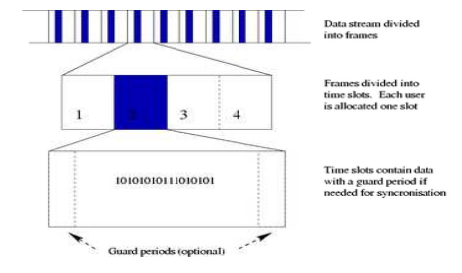 Data stream divided
into frames
Frames divided into
time slots. Each user
is allocated one slot
1 2 3 4
Time slots contain data
with a guard period if
needed for syncronisation
Guard periods (optional)